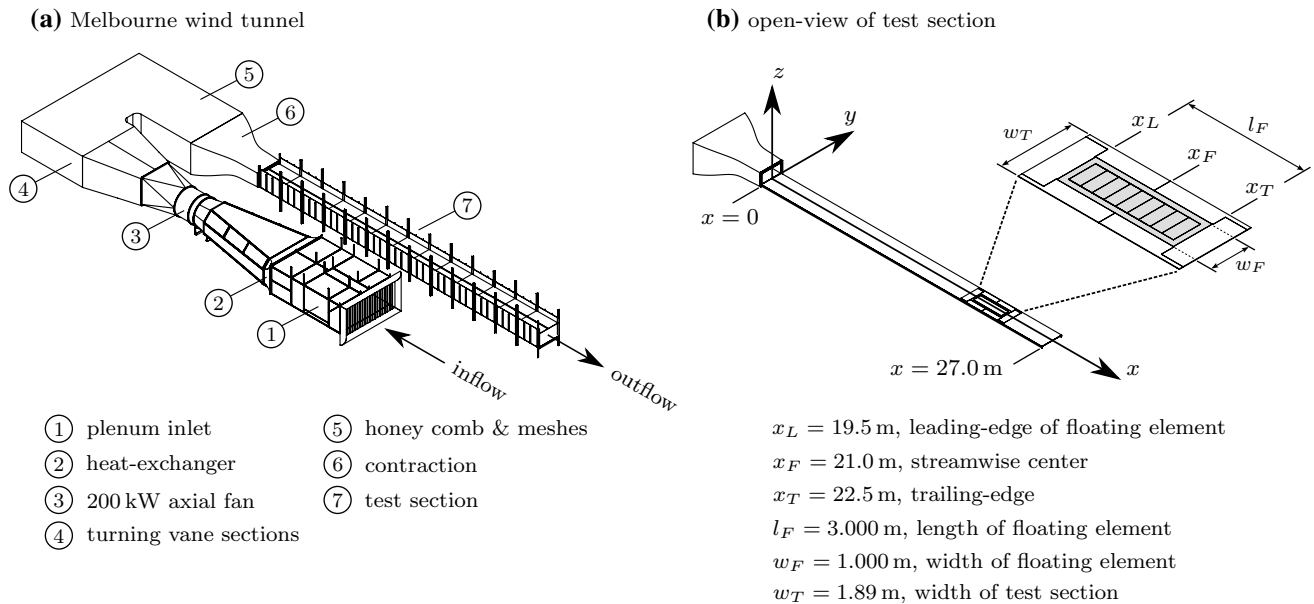 (a) Melbourne wind tunnel
5
6
4
3
7
2
1
inflow
outflow
1 plenum inlet
2 heat-exchanger
3 200 kW axial fan
4 turning vane sections
5 honey comb & meshes
6 contraction
7 test section
(b) open-view of test section
z
y
x = 0
w_T
x_L
l_F
x_F
x_T
w_F
x = 27.0 m
x
x_L = 19.5 m, leading-edge of floating element
x_F = 21.0 m, streamwise center
x_T = 22.5 m, trailing-edge
l_F = 3.000 m, length of floating element
w_F = 1.000 m, width of floating element
w_T = 1.89 m, width of test section